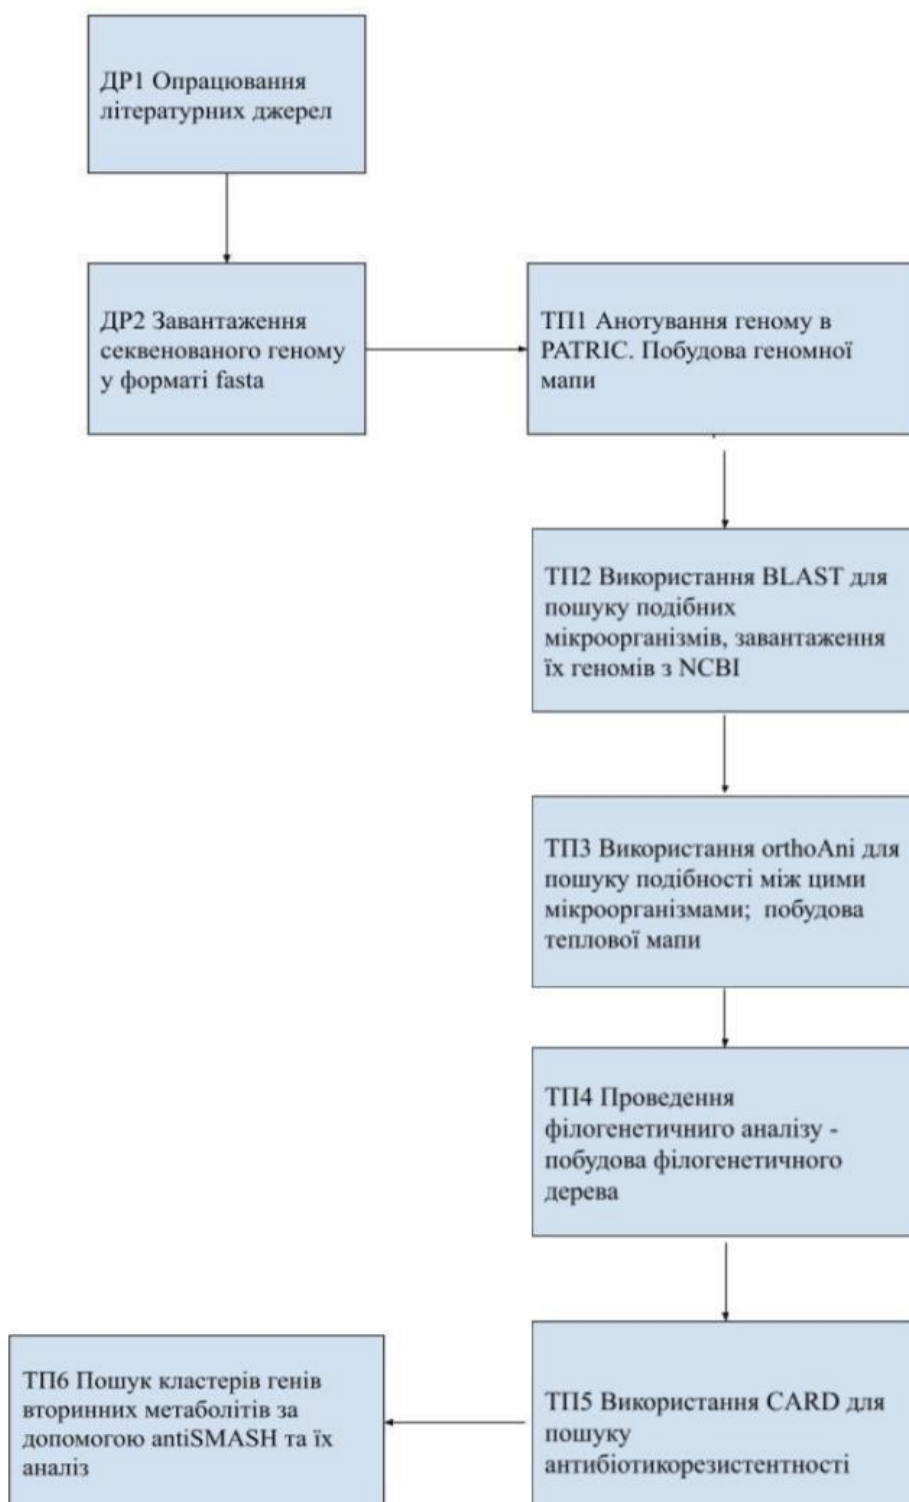 ДР1 Опрацювання
літературних джерел
ДР2 Завантаження
секвенованого геному
у форматі fasta
ТП1 Анотування геному в
PATRIC. Побудова геномної
мапи
ТП2 Використання BLAST для
пошуку подібних
мікроорганізмів, завантаження
їх геномів з NCBI
ТП3 Використання orthoAni для
пошуку подібності між цими
мікроорганізмами;  побудова
теплової мапи
ТП4 Проведення
філогенетичниго аналізу -
побудова філогенетичного
дерева
ТП5 Використання CARD для
пошуку
антибіотикорезистентності
ТП6 Пошук кластерів генів
вторинних метаболітів за
допомогою antiSMASH та їх
аналіз